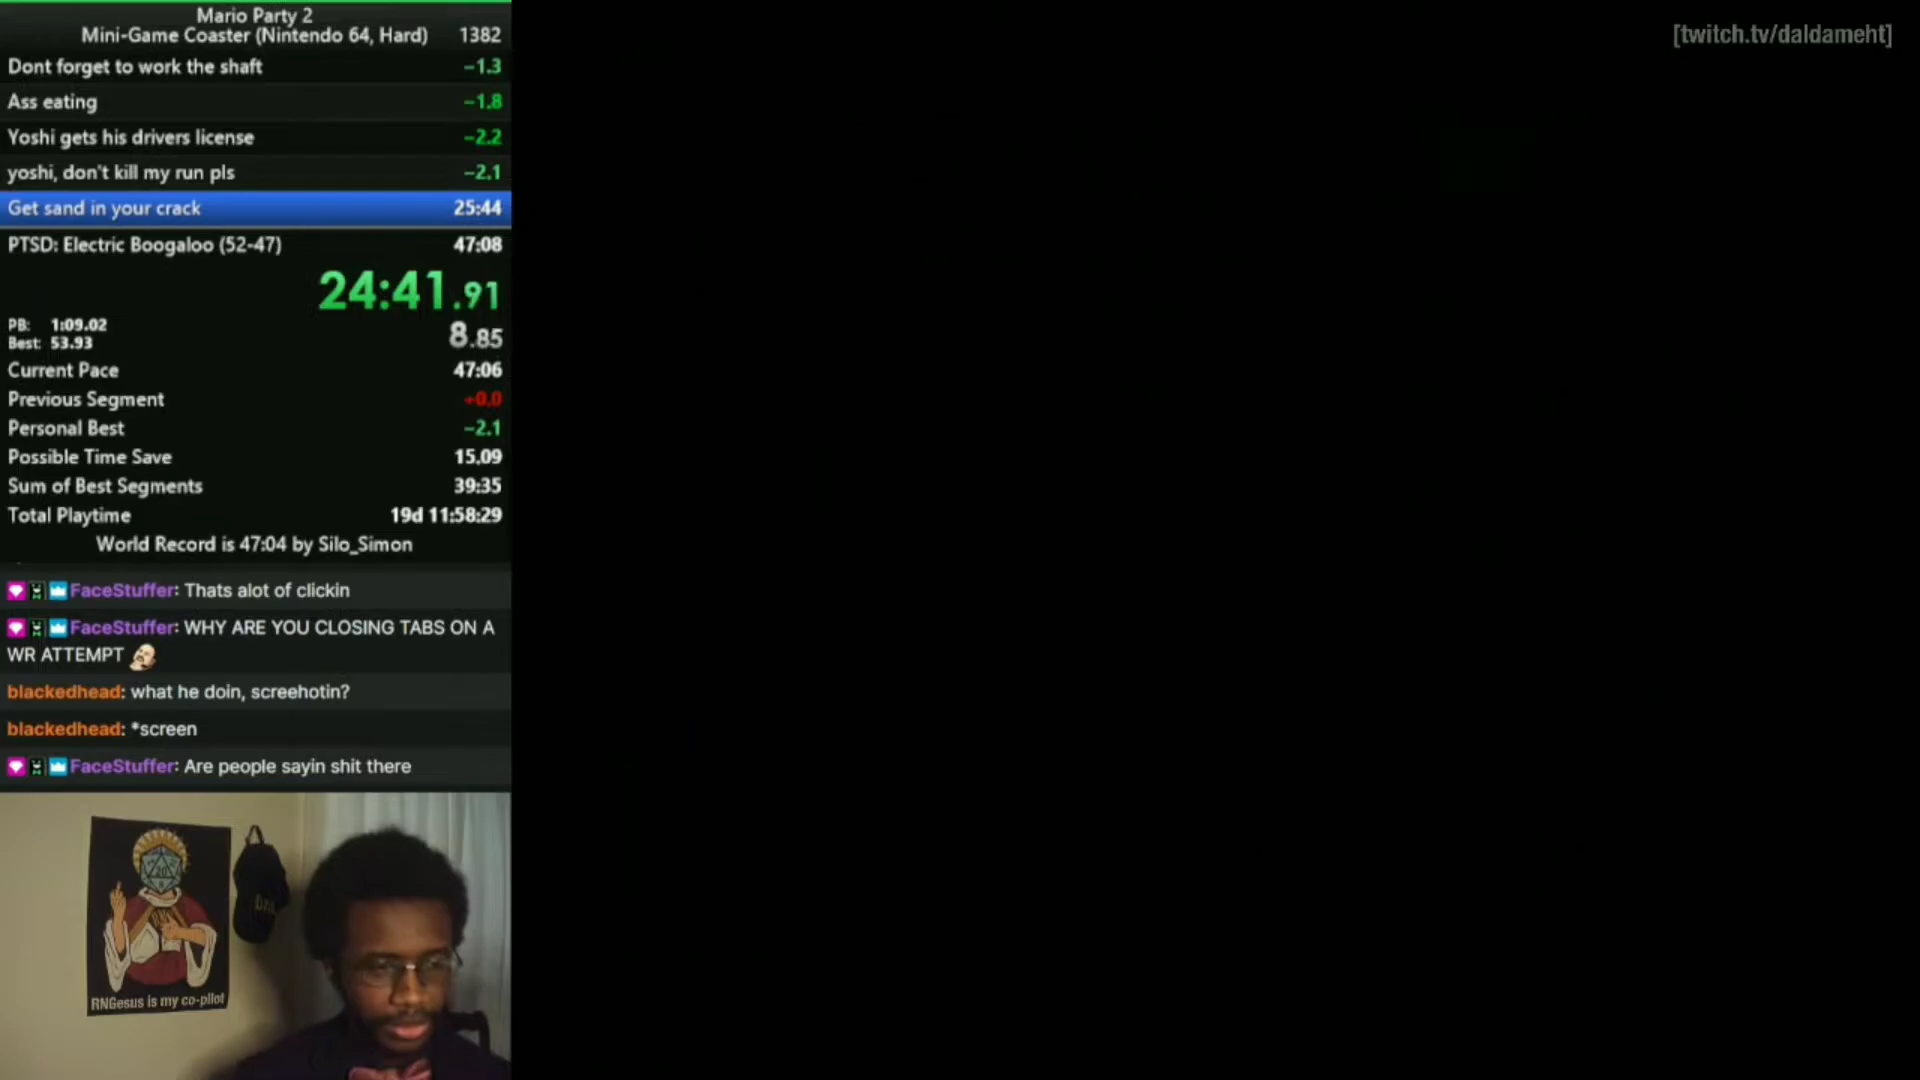 Mario Party 2
Mini-Game Coaster (Nintendo 64, Hard) 1382
Dont forget to work the shaft −1.3
Ass eating −1.8
Yoshi gets his drivers license −2.2
yoshi, don't kill my run pls −2.1
Get sand in your crack 25:44
PTSD: Electric Boogaloo (52-47) 47:08
24:41.91
PB: 1:09.02
8.85
Best: 53.93
Current Pace 47:06
Previous Segment +0.0
Personal Best −2.1
Possible Time Save 15.09
Sum of Best Segments 39:35
Total Playtime 19d 11:58:29
World Record is 47:04 by Silo_Simon
FaceStuffer: Thats alot of clickin
FaceStuffer: WHY ARE YOU CLOSING TABS ON A
WR ATTEMPT
blackedhead: what he doin, screehotin?
blackedhead: *screen
FaceStuffer: Are people sayin shit there
20
RNGesus is my co-pilot
[twitch.tv/daldameht]